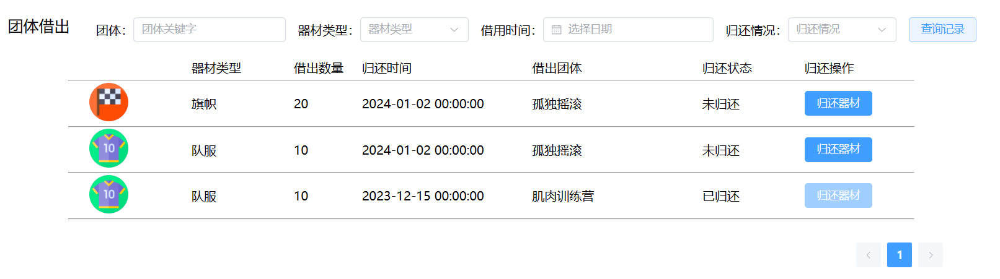 团体借出 团体： 团体关键字 器材类型： 器材类型 借用时间： 选择日期 归还情况： 归还情况 查询记录
器材类型 借出数量 归还时间 借出团体 归还状态 归还操作
旗帜 20 2024-01-02 00:00:00 孤独摇滚 未归还 归还器材
10 队服 10 2024-01-02 00:00:00 孤独摇滚 未归还 归还器材
10 队服 10 2023-12-15 00:00:00 肌肉训练营 已归还 归还器材
1